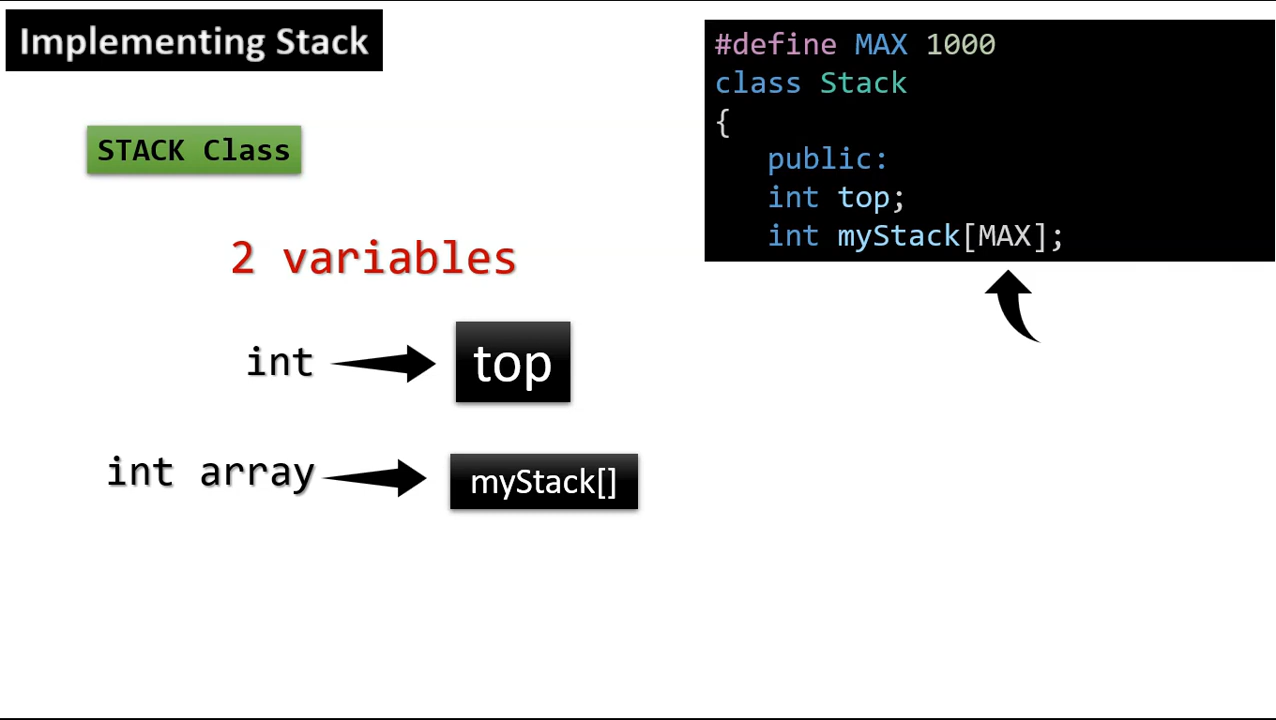 Implementing Stack
STACK Class
2 variables
int
top
int array
myStack[]
#define MAX 1000
class Stack
{
public:
int top;
int myStack[MAX];